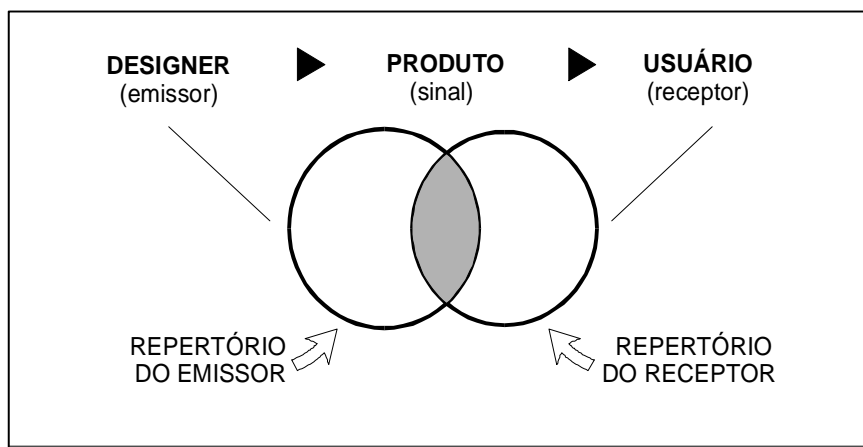 DESIGNER
(emissor)
PRODUTO
(sinal)
USUÁRIO
(receptor)
REPERTÓRIO
DO EMISSOR
REPERTÓRIO
DO RECEPTOR